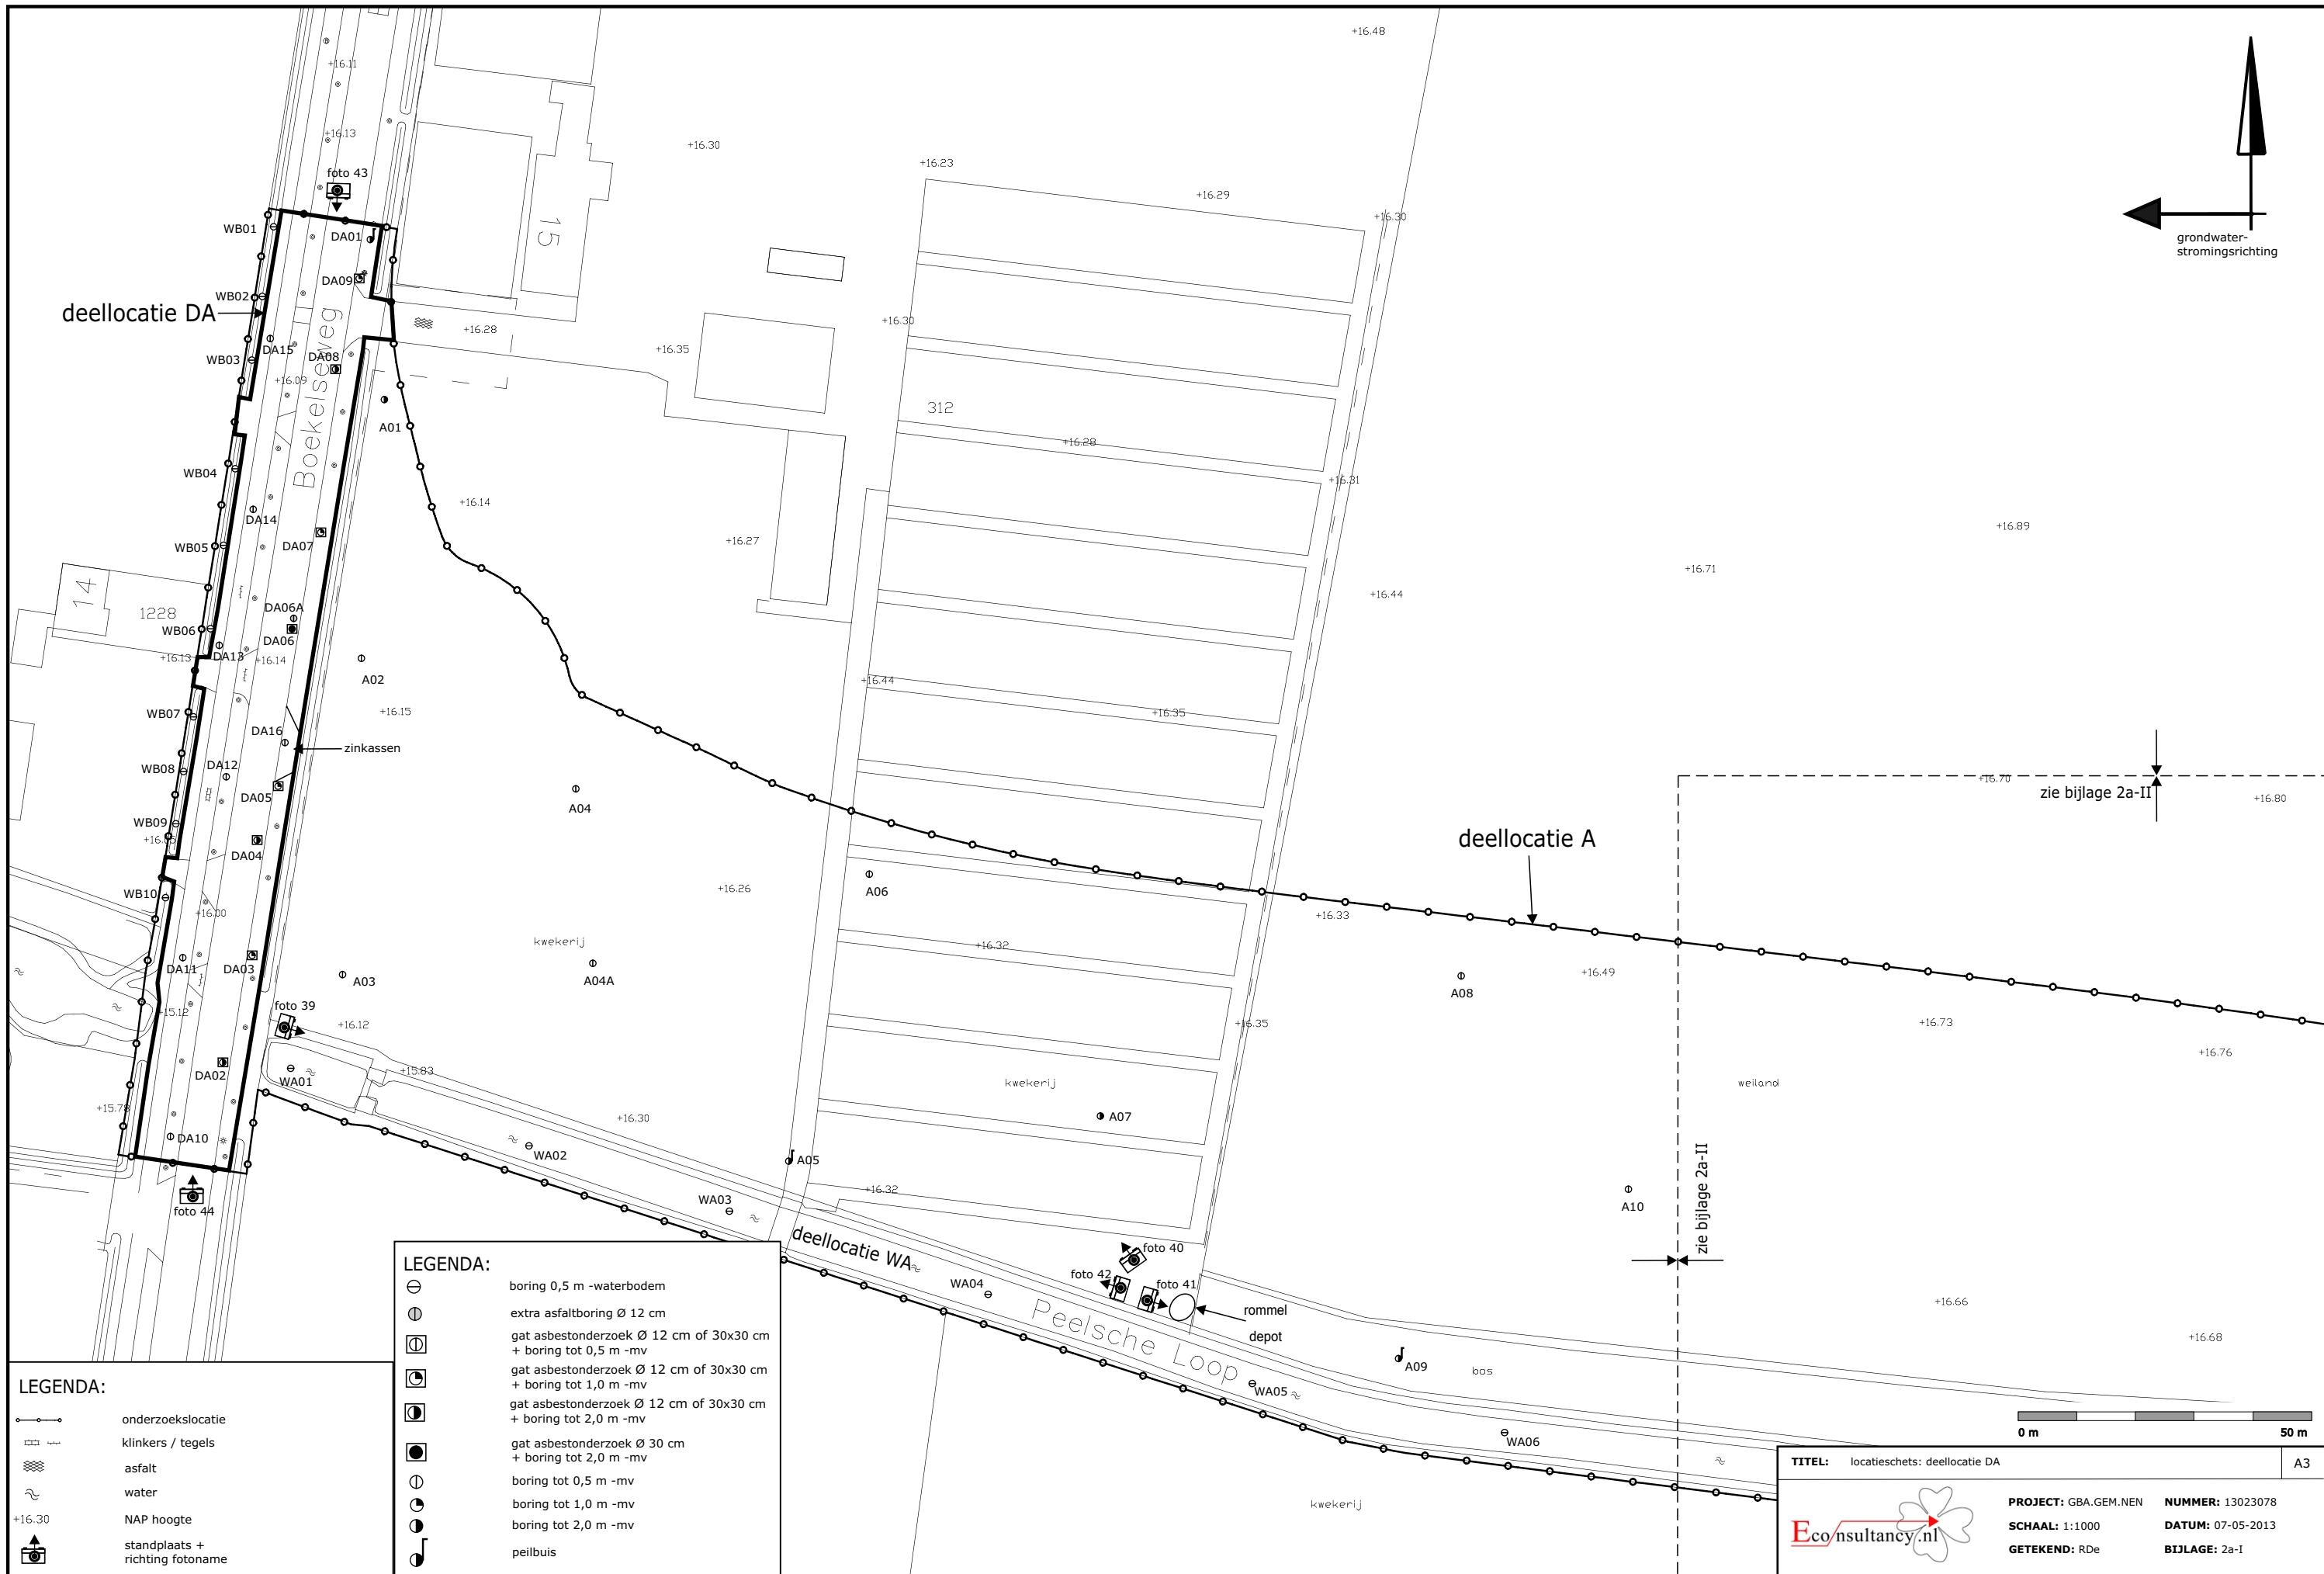 +16.48
+16.11
+16.13
foto 43
+16.30
+16.23
+16.29
+16.30
grondwater-
stromingsrichting
WB01
DA01
15
DA09
WB02
deellocatie DA
Boekelseweg
+16.28
+16.30
WB03
DA15
DA08
+16.35
+16.09
312
A01
+16.28
WB04
+16.31
+16.14
DA14
+16.89
WB05
DA07
+16.27
+16.71
14
1228
+16.44
DA06A
WB06
DA06
DA13
+16.13
+16.14
A02
+16.44
WB07
+16.15
+16.35
DA16
zinkassen
WB08
DA12
+16.70
zie bijlage 2a-II
DA05
+16.80
A04
WB09
deellocatie A
DA04
+16.26
A06
WB10
+16.00
+16.33
kwekerij
+16.32
DA11
DA03
A03
A04A
+16.49
A08
foto 39
+15.12
+16.12
+16.35
+16.73
+16.76
DA02
WA01
+15.83
kwekerij
weiland
+15.78
+16.30
A07
DA10
WA02
A05
zie bijlage 2a-II
+16.32
WA03
A10
foto 44
deellocatie WA
foto 40
foto 42
foto 41
WA04
Peelsche Loop
rommel
depot
+16.66
+16.68
A09
bos
WA05
WA06
kwekerij
LEGENDA:
boring 0,5 m -waterbodem
extra asfaltboring Ø 12 cm
gat asbestonderzoek Ø 12 cm of 30x30 cm
+ boring tot 0,5 m -mv
gat asbestonderzoek Ø 12 cm of 30x30 cm
+ boring tot 1,0 m -mv
gat asbestonderzoek Ø 12 cm of 30x30 cm
+ boring tot 2,0 m -mv
gat asbestonderzoek Ø 30 cm
+ boring tot 2,0 m -mv
boring tot 0,5 m -mv
boring tot 1,0 m -mv
boring tot 2,0 m -mv
peilbuis
LEGENDA:
onderzoekslocatie
klinkers / tegels
asfalt
water
+16.30 NAP hoogte
standplaats +
richting fotoname
0 m 50 m
TITEL: locatieschets: deellocatie DA A3
Econsultancy.nl
PROJECT: GBA.GEM.NEN NUMMER: 13023078
SCHAAL: 1:1000 DATUM: 07-05-2013
GETEKEND: RDe BIJLAGE: 2a-I